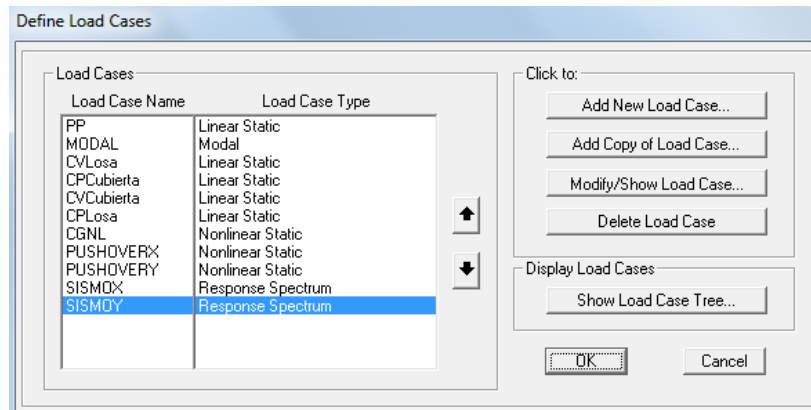 Define Load Cases
Load Cases
Load Case Name Load Case Type
PP Linear Static
MODAL Modal
CVLosa Linear Static
CPCubierta Linear Static
CVCubierta Linear Static
CPLosa Linear Static
CGNL Nonlinear Static
PUSHOVERX Nonlinear Static
PUSHOVERY Nonlinear Static
SISMOX Response Spectrum
SISMOY Response Spectrum
Click to:
Add New Load Case...
Add Copy of Load Case...
Modify/Show Load Case...
Delete Load Case
Display Load Cases
Show Load Case Tree...
OK Cancel